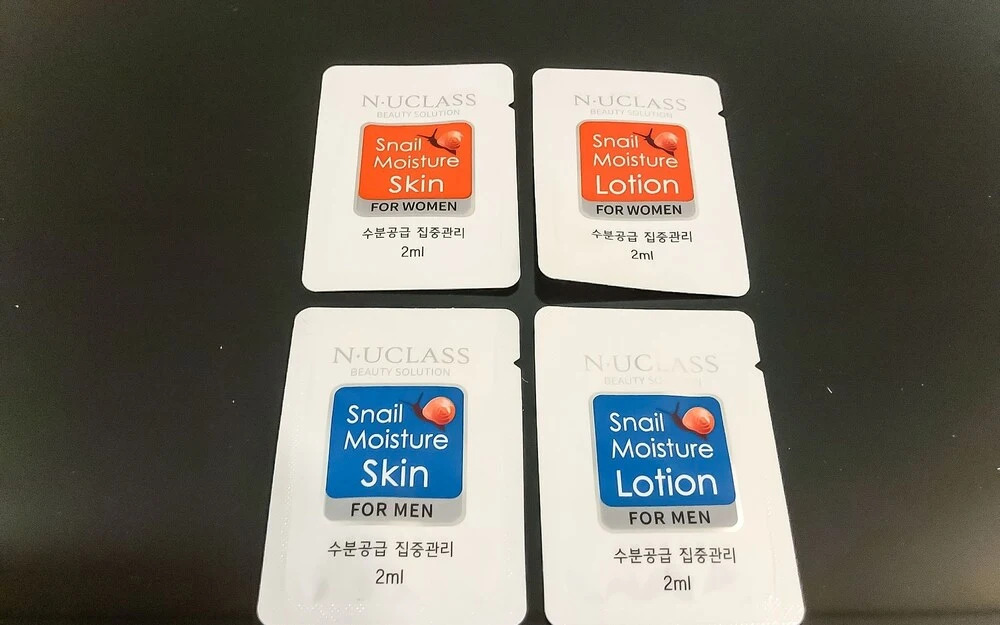 N·UCLASS
BEAUTY SOLUTION
Snail
Moisture
Skin
FOR WOMEN
수분공급 집중관리
2ml
N·UCLASS
BEAUTY SOLUTION
Snail
Moisture
Lotion
FOR WOMEN
수분공급 집중관리
2ml
N·UCLASS
BEAUTY SOLUTION
Snail
Moisture
Skin
FOR MEN
수분공급 집중관리
2ml
N·UCLASS
BEAUTY
Snail
Moisture
Lotion
FOR MEN
수분공급 집중관리
2ml